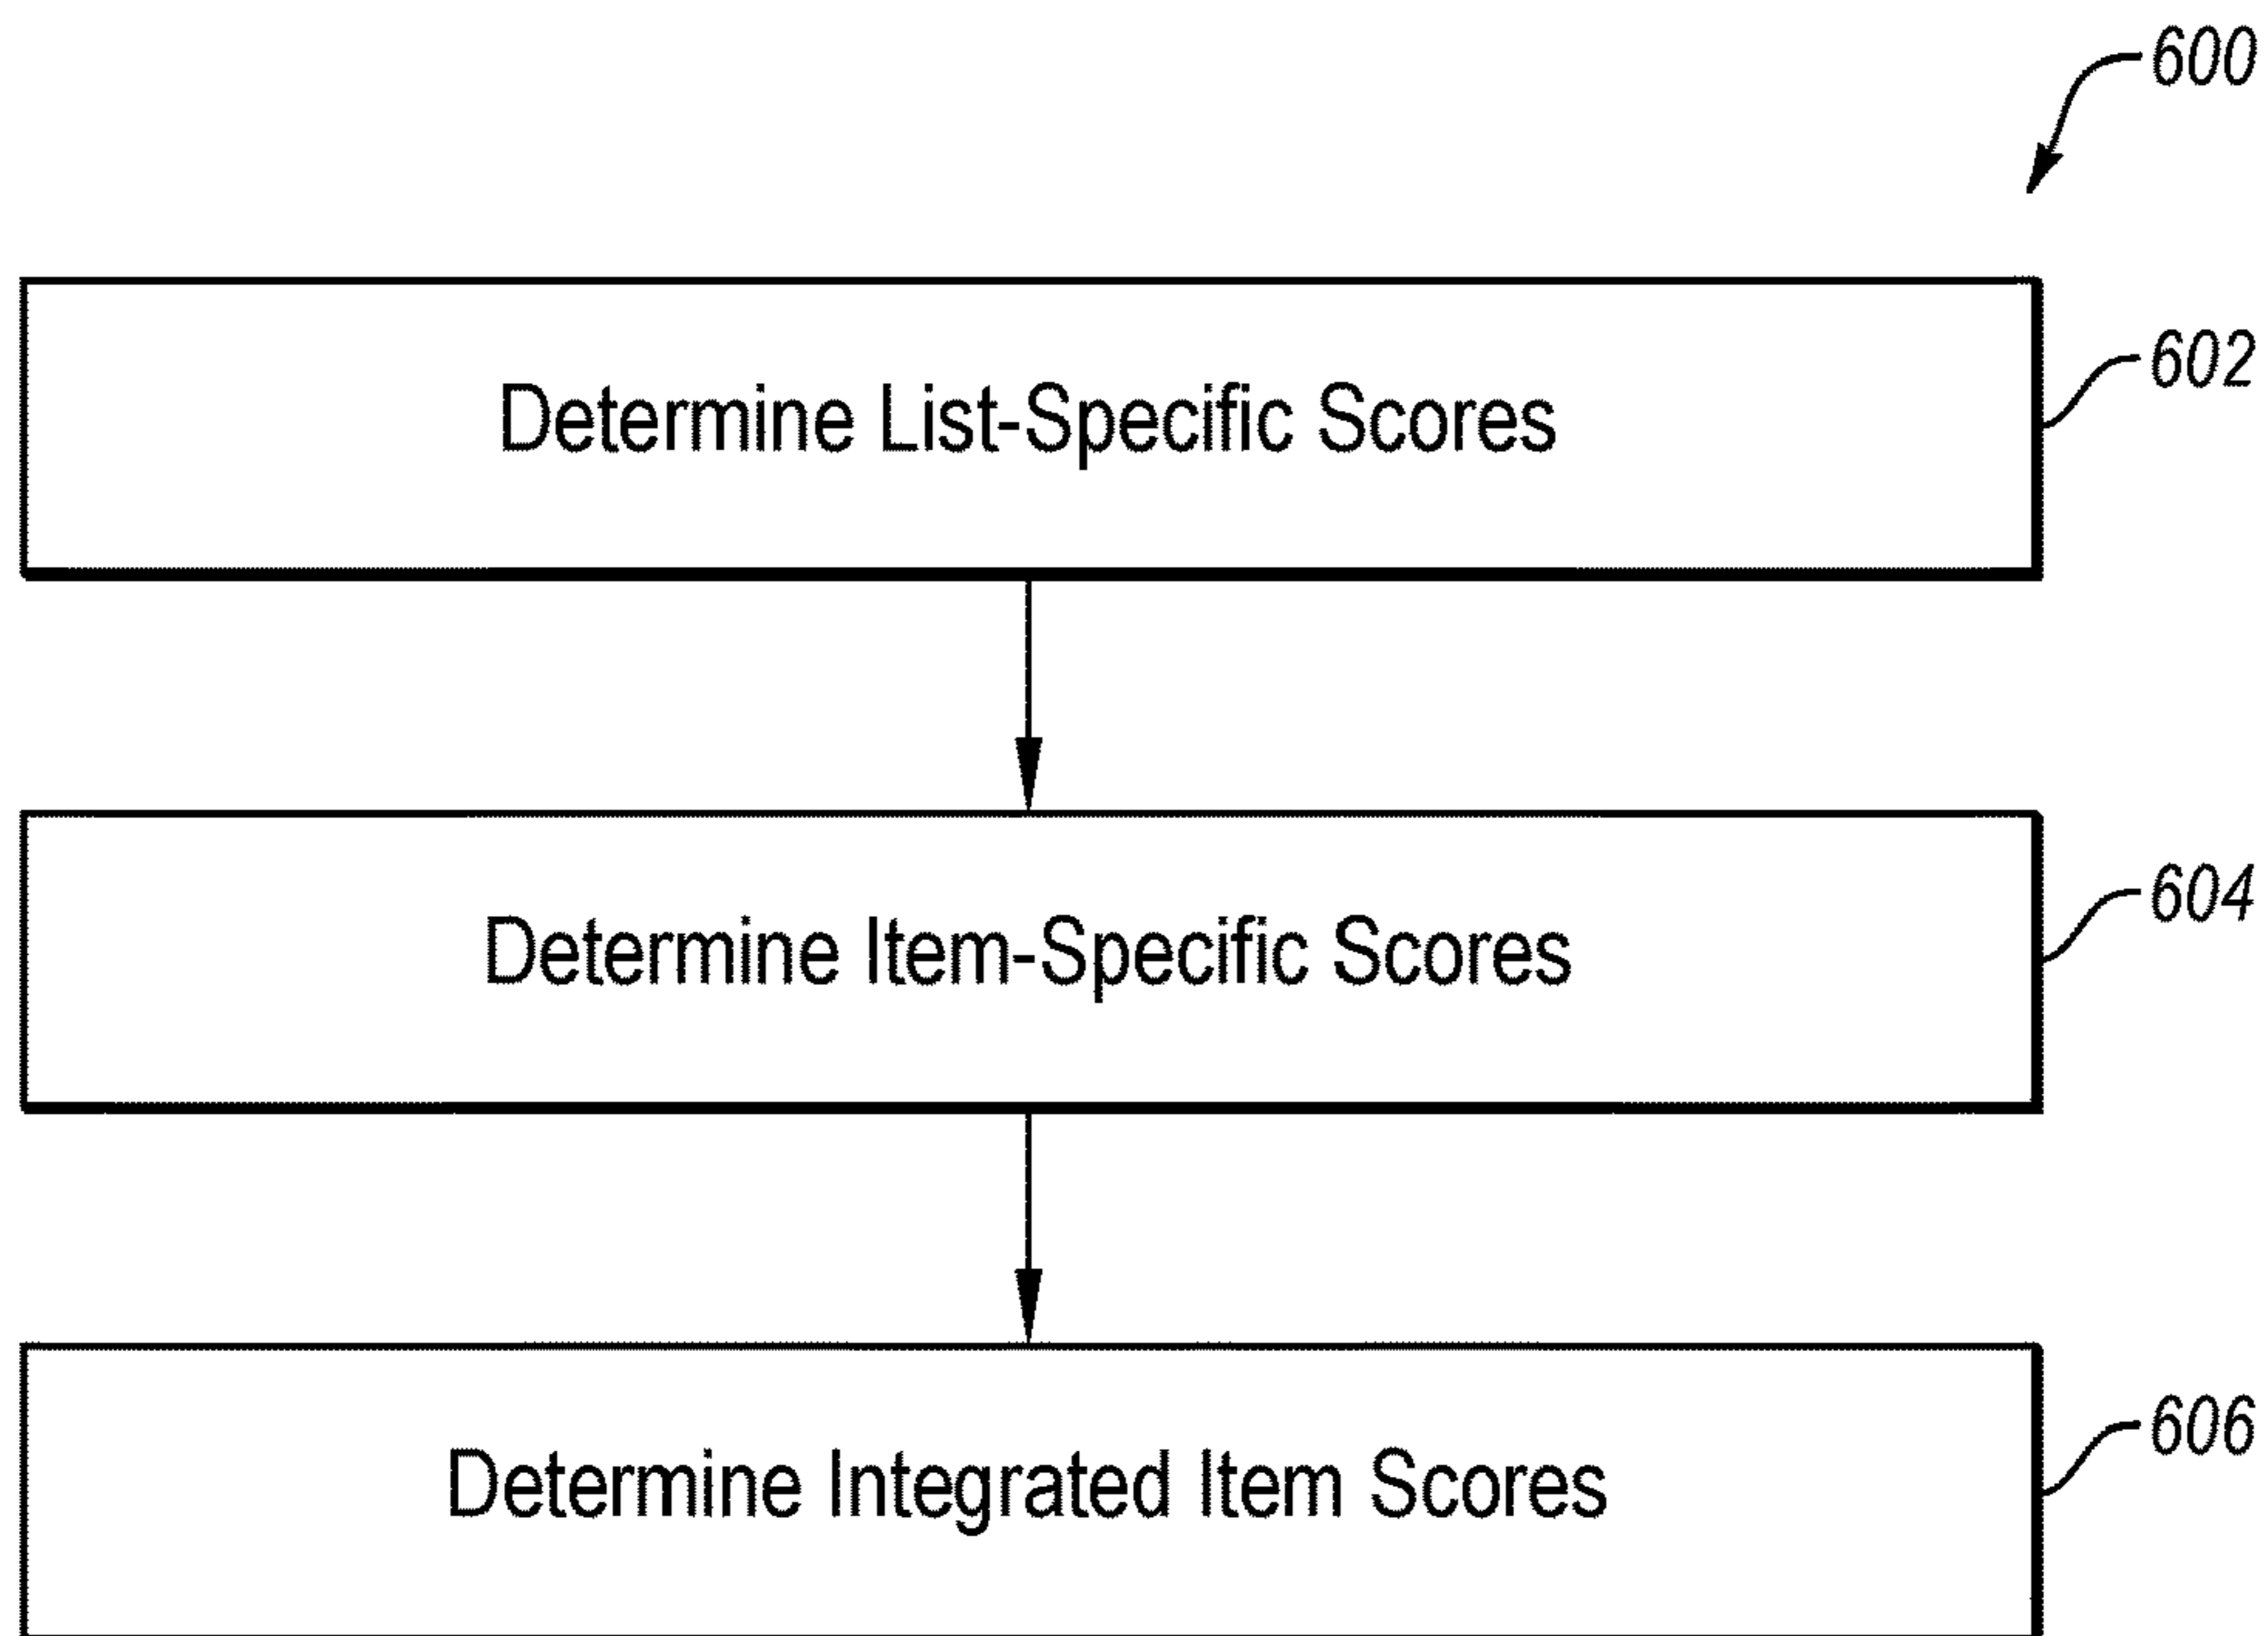 600
Determine List-Specific Scores
602
Determine Item-Specific Scores
604
Determine Integrated Item Scores
606